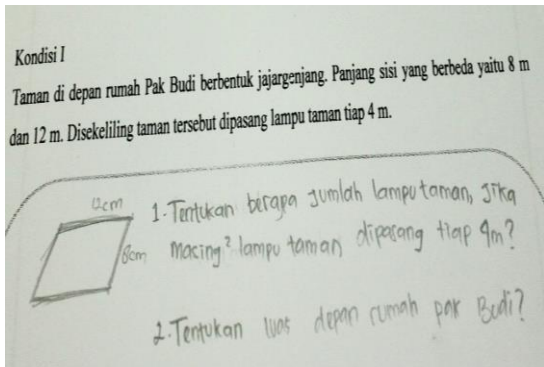 Kondisi I
Taman di depan rumah Pak Budi berbentuk jajargenjang. Panjang sisi yang berbeda yaitu 8 m
dan 12 m. Disekeliling taman tersebut dipasang lampu taman tiap 4 m.
12cm
1. Tentukan berapa jumlah lampu taman, Jika
8cm
masing² lampu taman dipasang tiap 4m?
2. Tentukan luas depan rumah pak Budi?